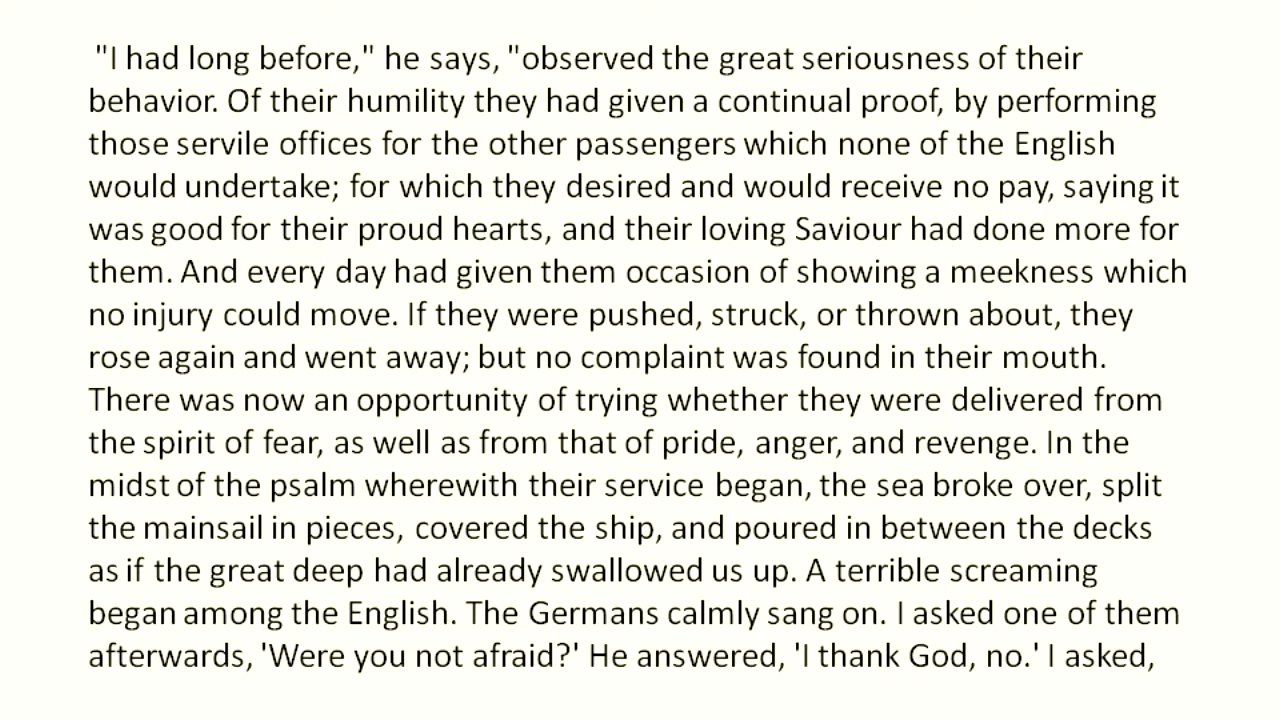 "I had long before," he says, "observed the great seriousness of their
behavior. Of their humility they had given a continual proof, by performing
those servile offices for the other passengers which none of the English
would undertake; for which they desired and would receive no pay, saying it
was good for their proud hearts, and their loving Saviour had done more for
them. And every day had given them occasion of showing a meekness which
no injury could move. If they were pushed, struck, or thrown about, they
rose again and went away; but no complaint was found in their mouth.
There was now an opportunity of trying whether they were delivered from
the spirit of fear, as well as from that of pride, anger, and revenge. In the
midst of the psalm wherewith their service began, the sea broke over, split
the mainsail in pieces, covered the ship, and poured in between the decks
as if the great deep had already swallowed us up. A terrible screaming
began among the English. The Germans calmly sang on. I asked one of them
afterwards, 'Were you not afraid?' He answered, 'I thank God, no.' I asked,